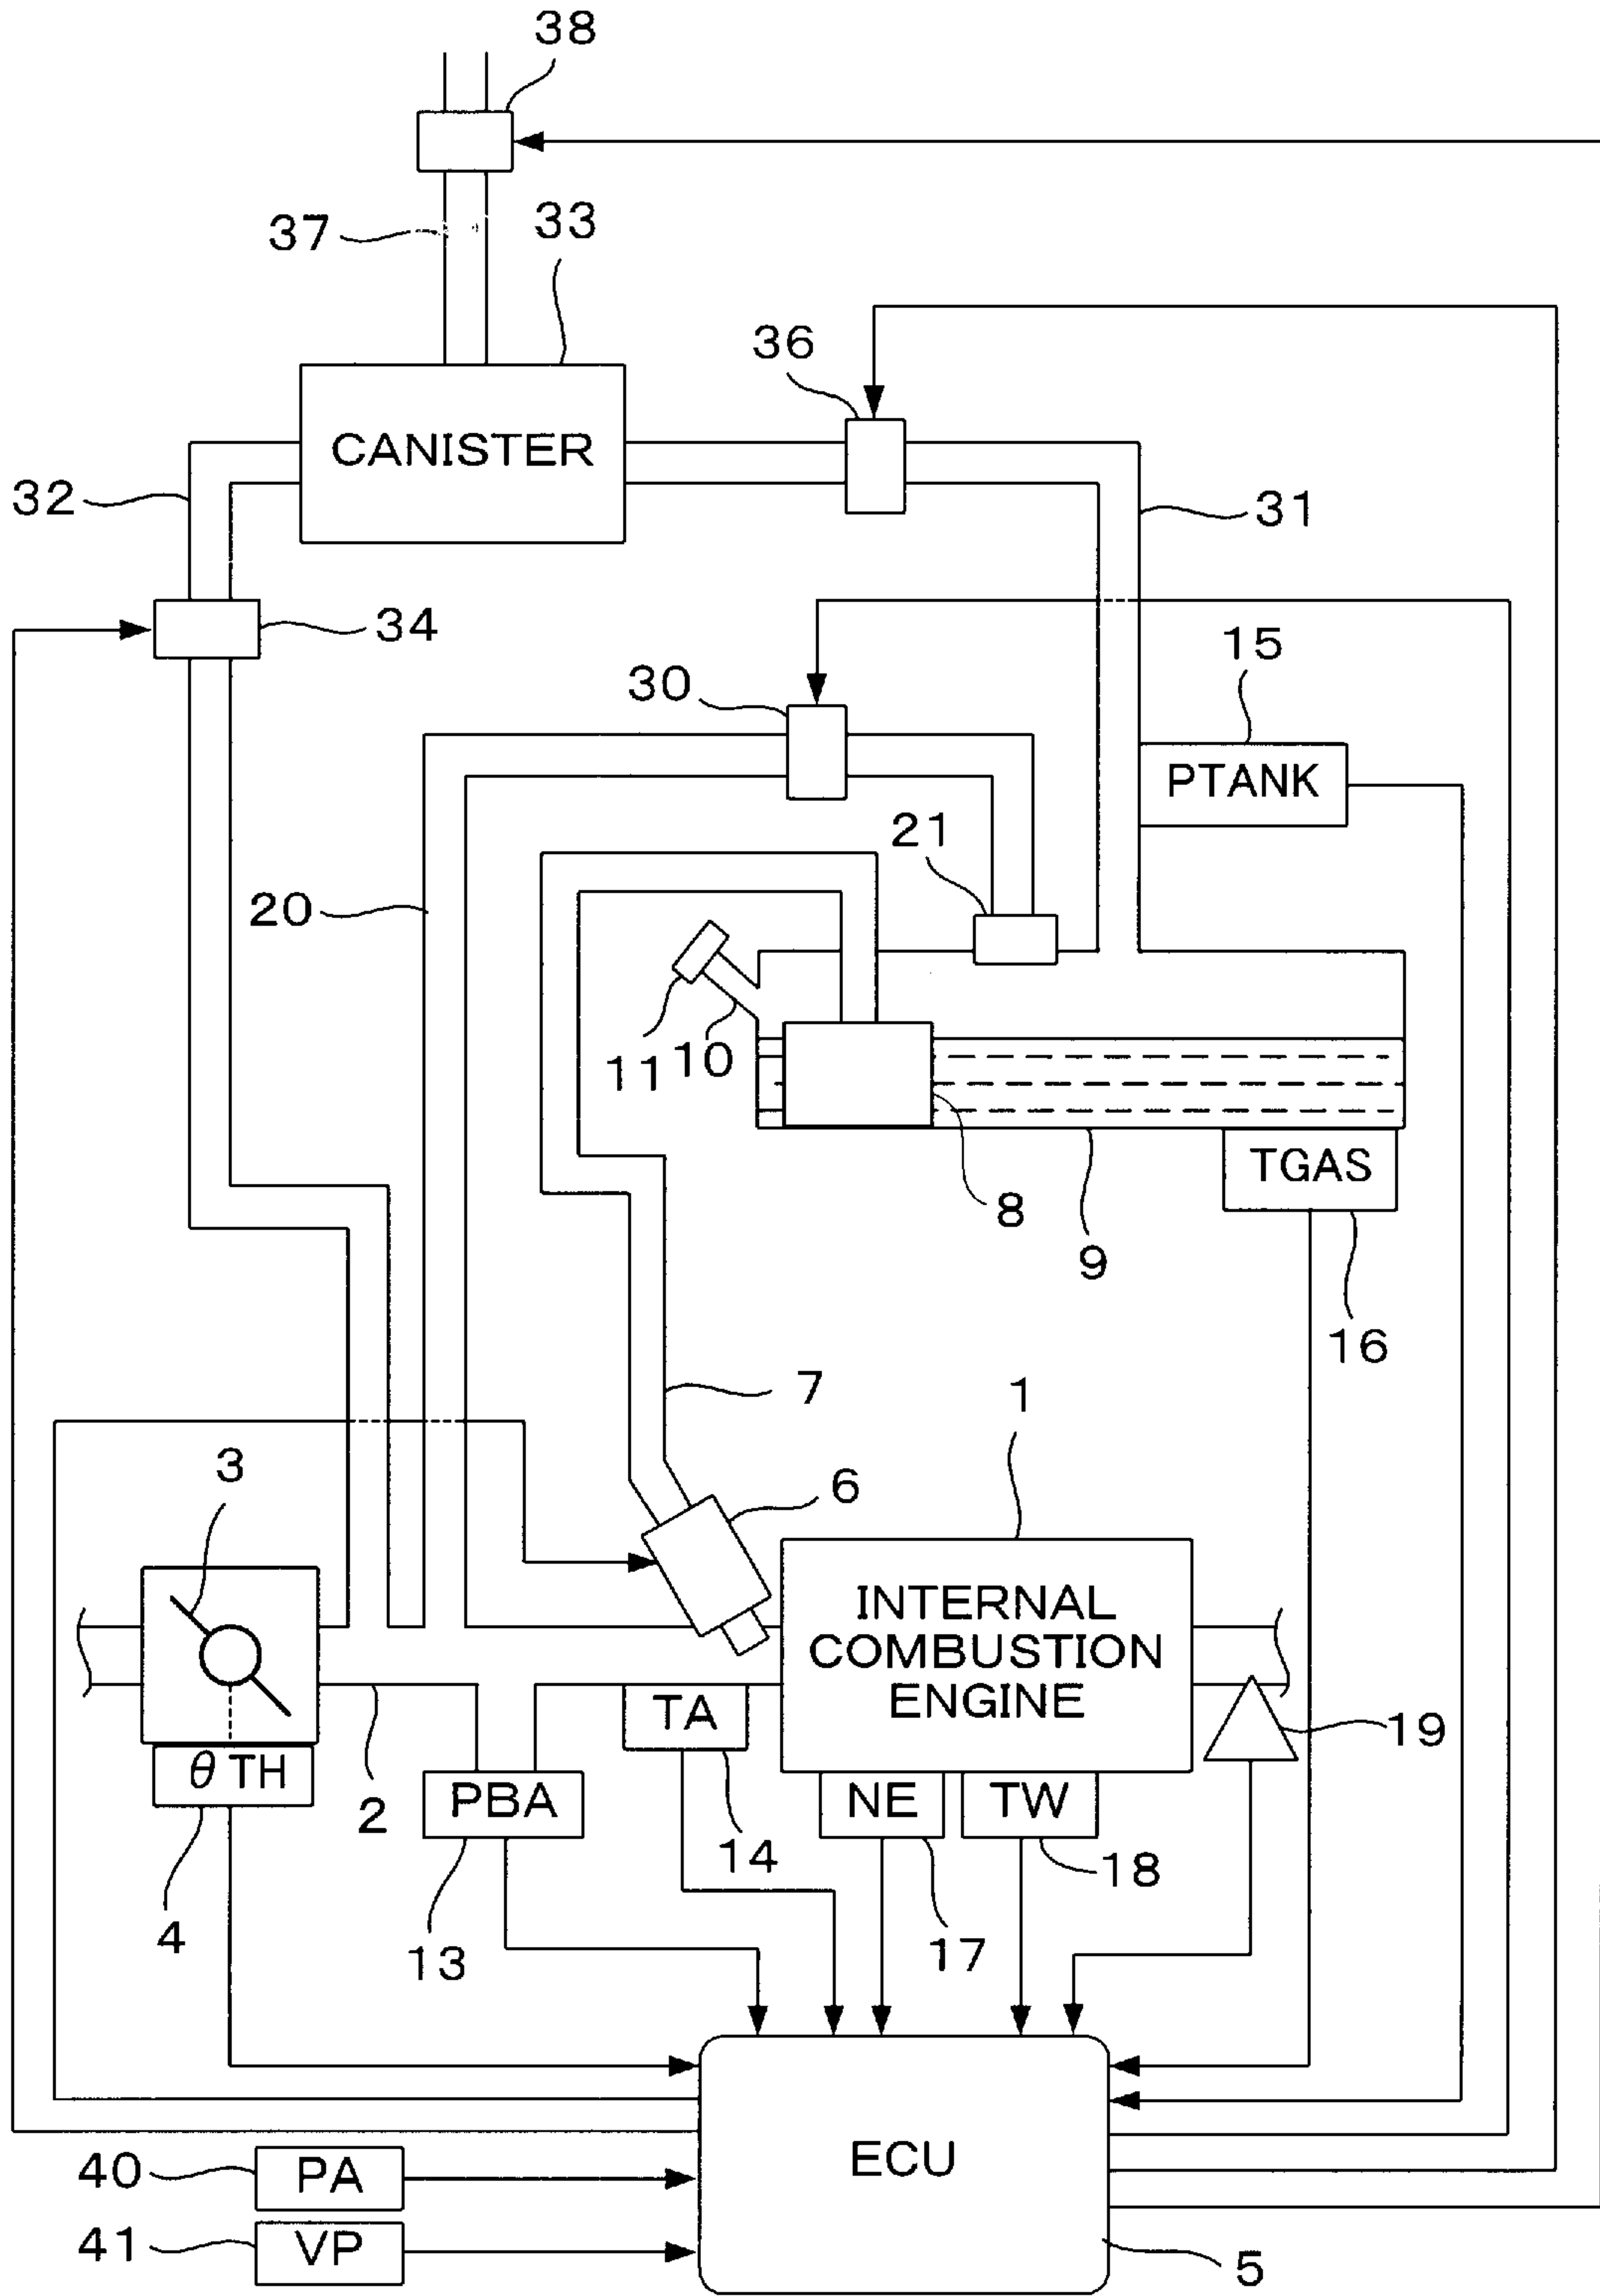 38
37
33
36
CANISTER
32
31
34
15
30
PTANK
21
20
11
10
TGAS
8
9
16
7
1
3
6
INTERNAL
COMBUSTION
ENGINE
TA
19
θ TH
2
PBA
NE
TW
14
18
4
13
17
ECU
40
PA
41
VP
5